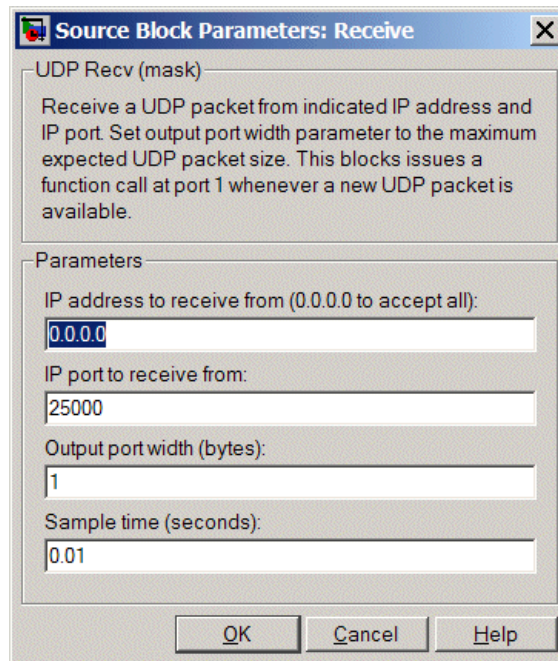 Source Block Parameters: Receive
UDP Recv (mask)
Receive a UDP packet from indicated IP address and
IP port. Set output port width parameter to the maximum
expected UDP packet size. This blocks issues a
function call at port 1 whenever a new UDP packet is
available.
Parameters
IP address to receive from (0.0.0.0 to accept all):
0.0.0.0
IP port to receive from:
25000
Output port width (bytes):
1
Sample time (seconds):
0.01
OK Cancel Help